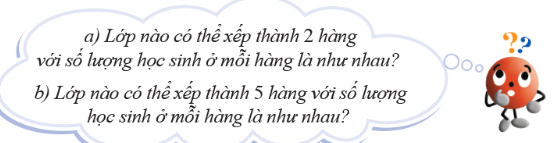 a) Lớp nào có thể xếp thành 2 hàng
với số lượng học sinh ở mỗi hàng là như nhau?
b) Lớp nào có thể xếp thành 5 hàng với số lượng
học sinh ở mỗi hàng là như nhau?
??